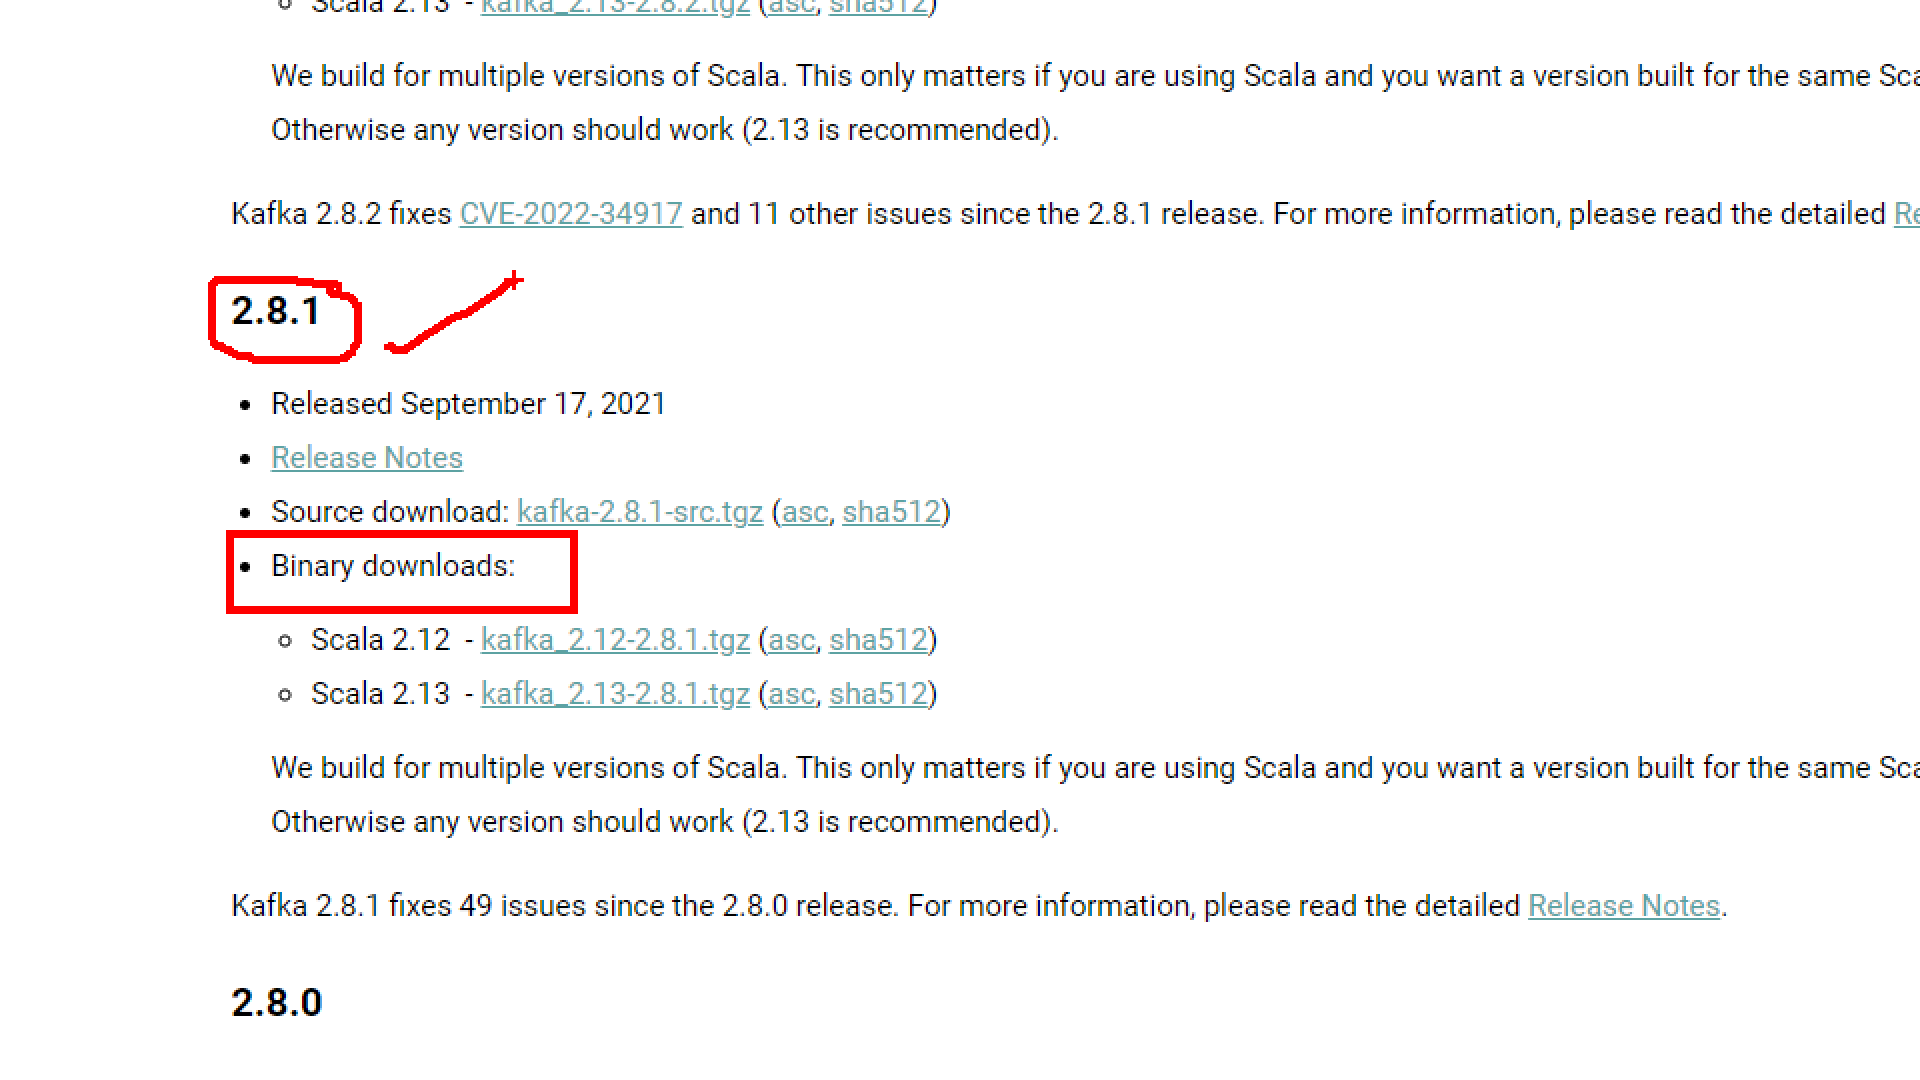 Scala 2.13 - kafka_2.13-2.8.2.tgz (asc, sha512)
We build for multiple versions of Scala. This only matters if you are using Scala and you want a version built for the same Sca
Otherwise any version should work (2.13 is recommended).
Kafka 2.8.2 fixes CVE-2022-34917 and 11 other issues since the 2.8.1 release. For more information, please read the detailed Re
2.8.1
• Released September 17, 2021
• Release Notes
• Source download: kafka-2.8.1-src.tgz (asc, sha512)
• Binary downloads:
Scala 2.12 - kafka_2.12-2.8.1.tgz (asc, sha512)
Scala 2.13 - kafka_2.13-2.8.1.tgz (asc, sha512)
We build for multiple versions of Scala. This only matters if you are using Scala and you want a version built for the same Sca
Otherwise any version should work (2.13 is recommended).
Kafka 2.8.1 fixes 49 issues since the 2.8.0 release. For more information, please read the detailed Release Notes.
2.8.0